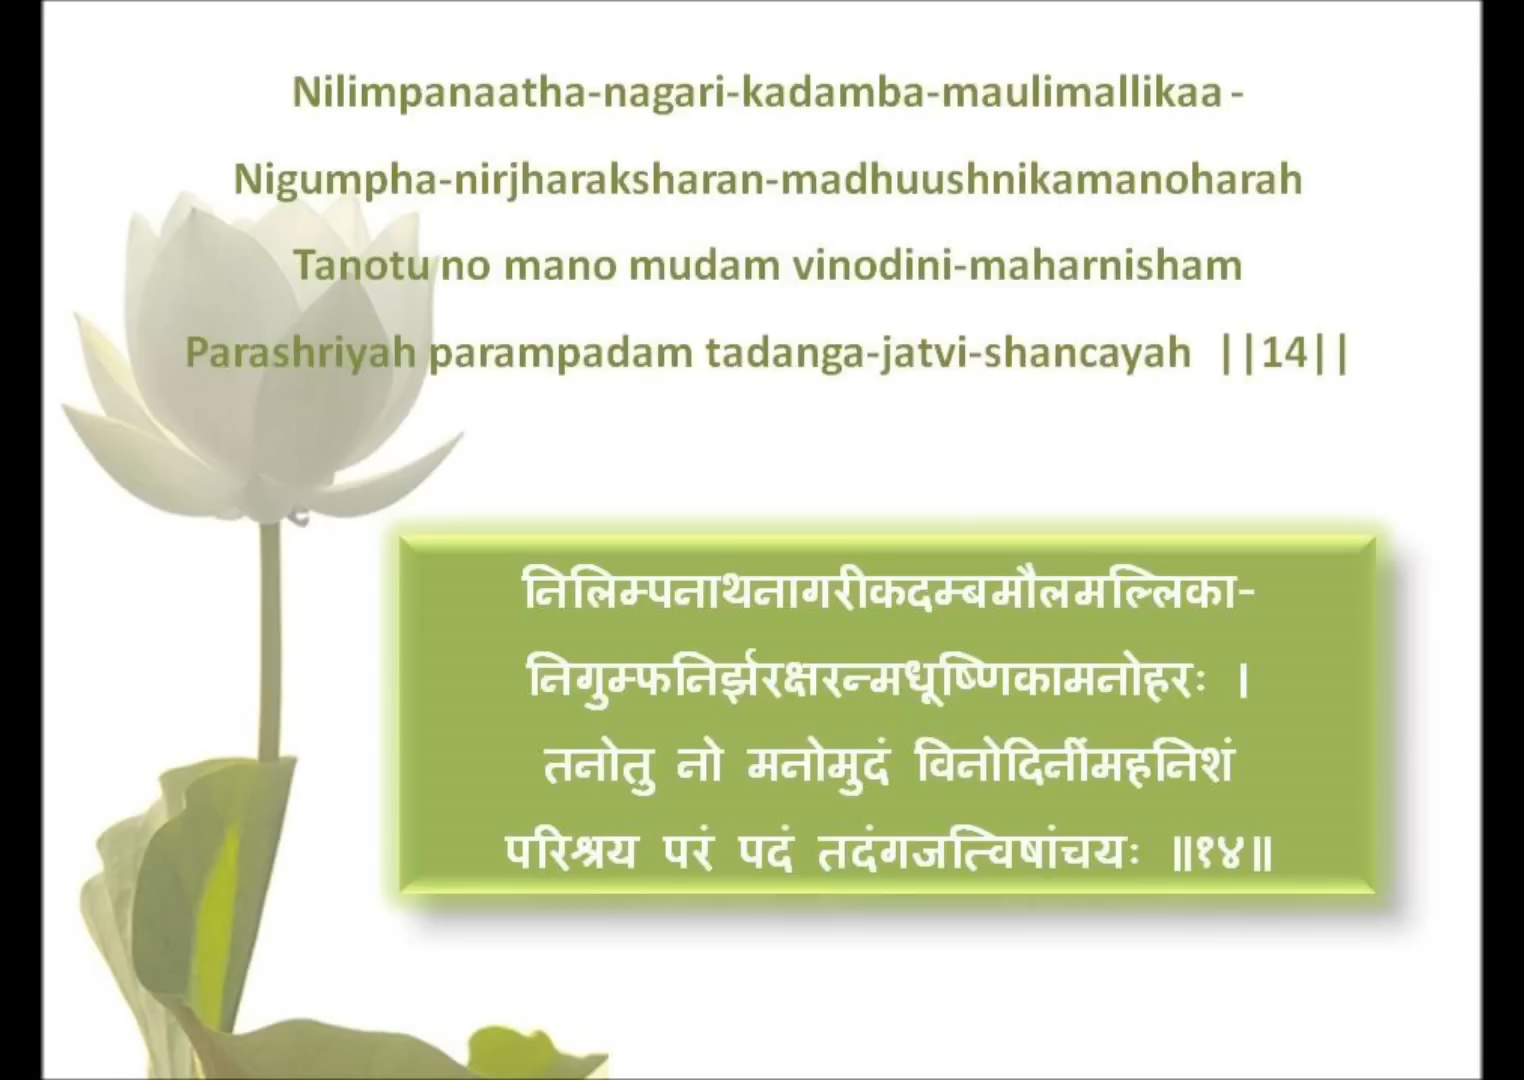 Nilimpanaatha-nagari-kadamba-maulimallikaa -
Nigumpha-nirjharaksharan-madhuushnikamanoharah
Tanotu no mano mudam vinodini-maharnisham
Parashriyah parampadam tadanga-jatvi-shancayah ||14||
निलिम्पनाथनागरीकदम्बमौलमल्लिका-
निगुम्फनिर्झरक्षरन्मधूष्णिकामनोहरः ।
तनोतु नो मनोमुदं विनोदिनींमहनिशं
परिश्रय परं पदं तदंगजत्विषांचयः ॥१४॥